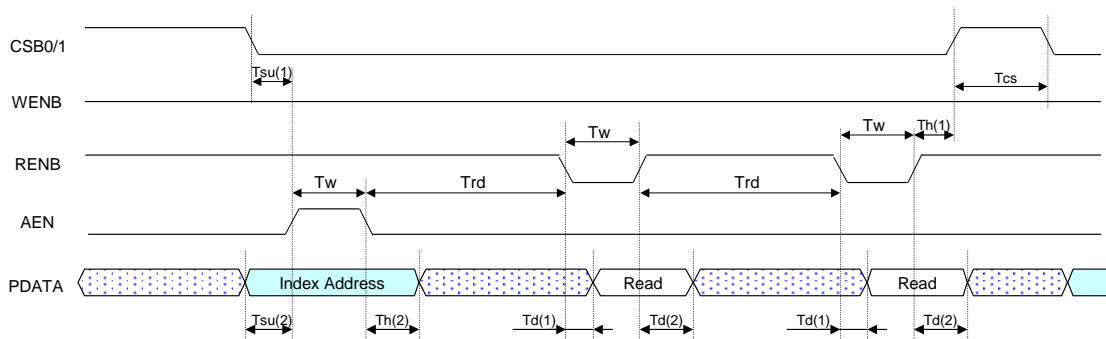 CSB0/1
Tsu(1)
Tcs
WENB
Tw
Tw
Th(1)
RENB
Tw
Trd
Trd
AEN
PDATA
Index Address
Read
Read
Tsu(2)
Th(2)
Td(1)
Td(2)
Td(1)
Td(2)